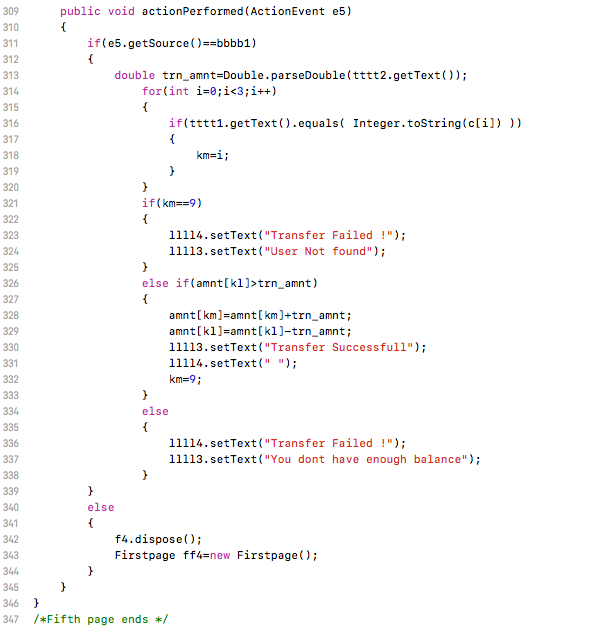 309 public void actionPerformed(ActionEvent e5)
310 {
311 if(e5.getSource()==bbbb1)
312 {
313 double trn_amnt=Double.parseDouble(tttt2.getText());
314 for(int i=0;i<3;i++)
315 {
316 if(tttt1.getText().equals( Integer.toString(c[i]) ))
317 {
318 km=i;
319 }
320 }
321 if(km==9)
322 {
323 llll4.setText("Transfer Failed !");
324 llll3.setText("User Not found");
325 }
326 else if(amnt[kl]>trn_amnt)
327 {
328 amnt[km]=amnt[km]+trn_amnt;
329 amnt[kl]=amnt[kl]-trn_amnt;
330 llll3.setText("Transfer Successfull");
331 llll4.setText(" ");
332 km=9;
333 }
334 else
335 {
336 llll4.setText("Transfer Failed !");
337 llll3.setText("You dont have enough balance");
338 }
339 }
340 else
341 {
342 f4.dispose();
343 Firstpage ff4=new Firstpage();
344 }
345 }
346 }
347 /*Fifth page ends */